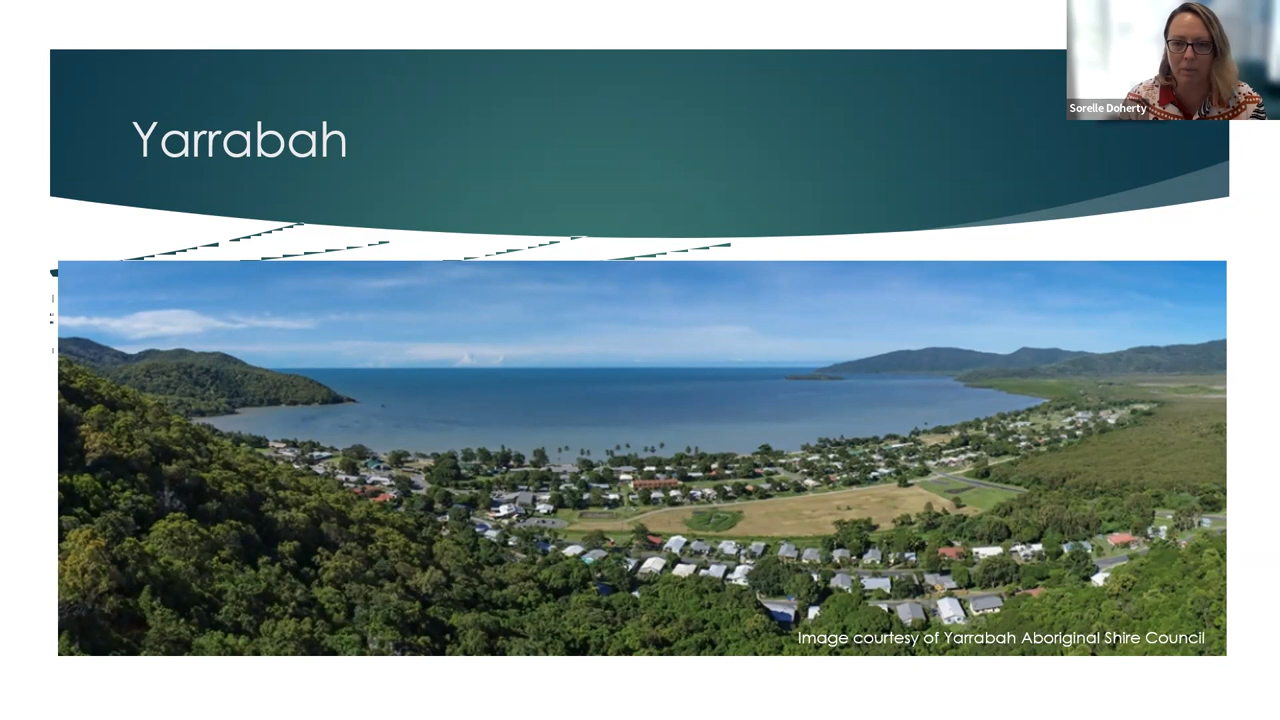 Sorelle Doherty
Yarrabah
Image courtesy of Yarrabah Aboriginal Shire Council